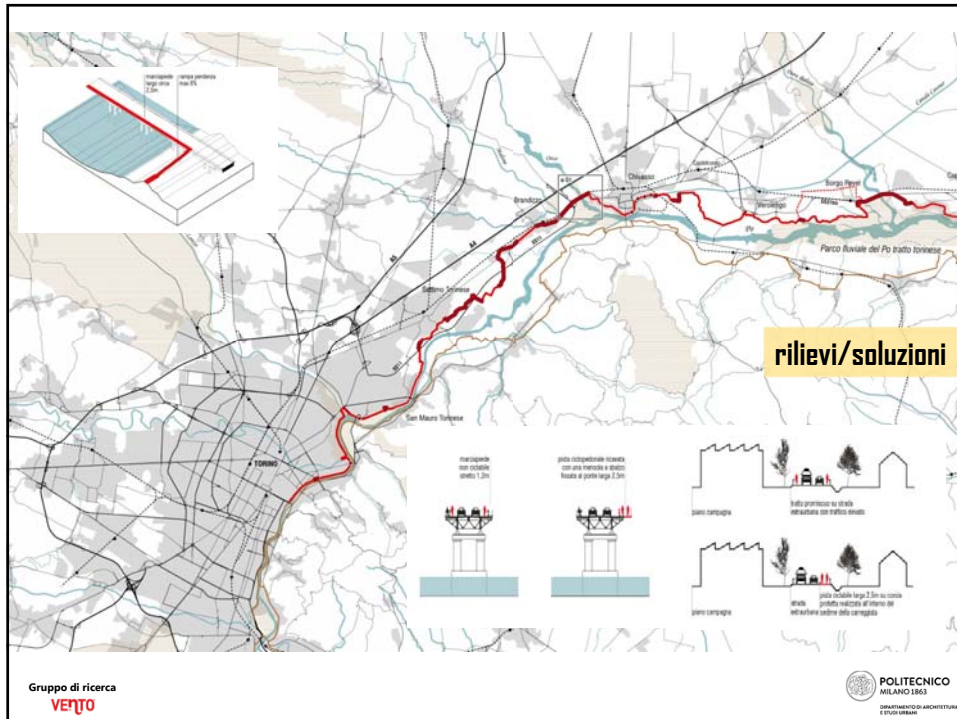 marciapiede
largo circa
2,0m
rampa pendenza
max 8%
Chivasso
Brandizzo
Castelrosso
Verolengo
Borgo Revel
Po
Parco fluviale del Po tratto torinese
Settimo Torinese
rilievi/soluzioni
San Mauro Torinese
TORINO
marciapiede
non ciclabile
stretto 1,2m
pista ciclopedonale ricavata
con una mensola a sbalzo
fissata al ponte larga 2,5m
piano campagna
tratto promiscuo su strada
extraurbana con traffico elevato
piano campagna
strada
extraurbana
pista ciclabile larga 2,5m su corsia
protetta realizzata all'interno del
sedime della carreggiata
Gruppo di ricerca
VENTO
POLITECNICO
MILANO 1863
DIPARTIMENTO DI ARCHITETTURA
E STUDI URBANI